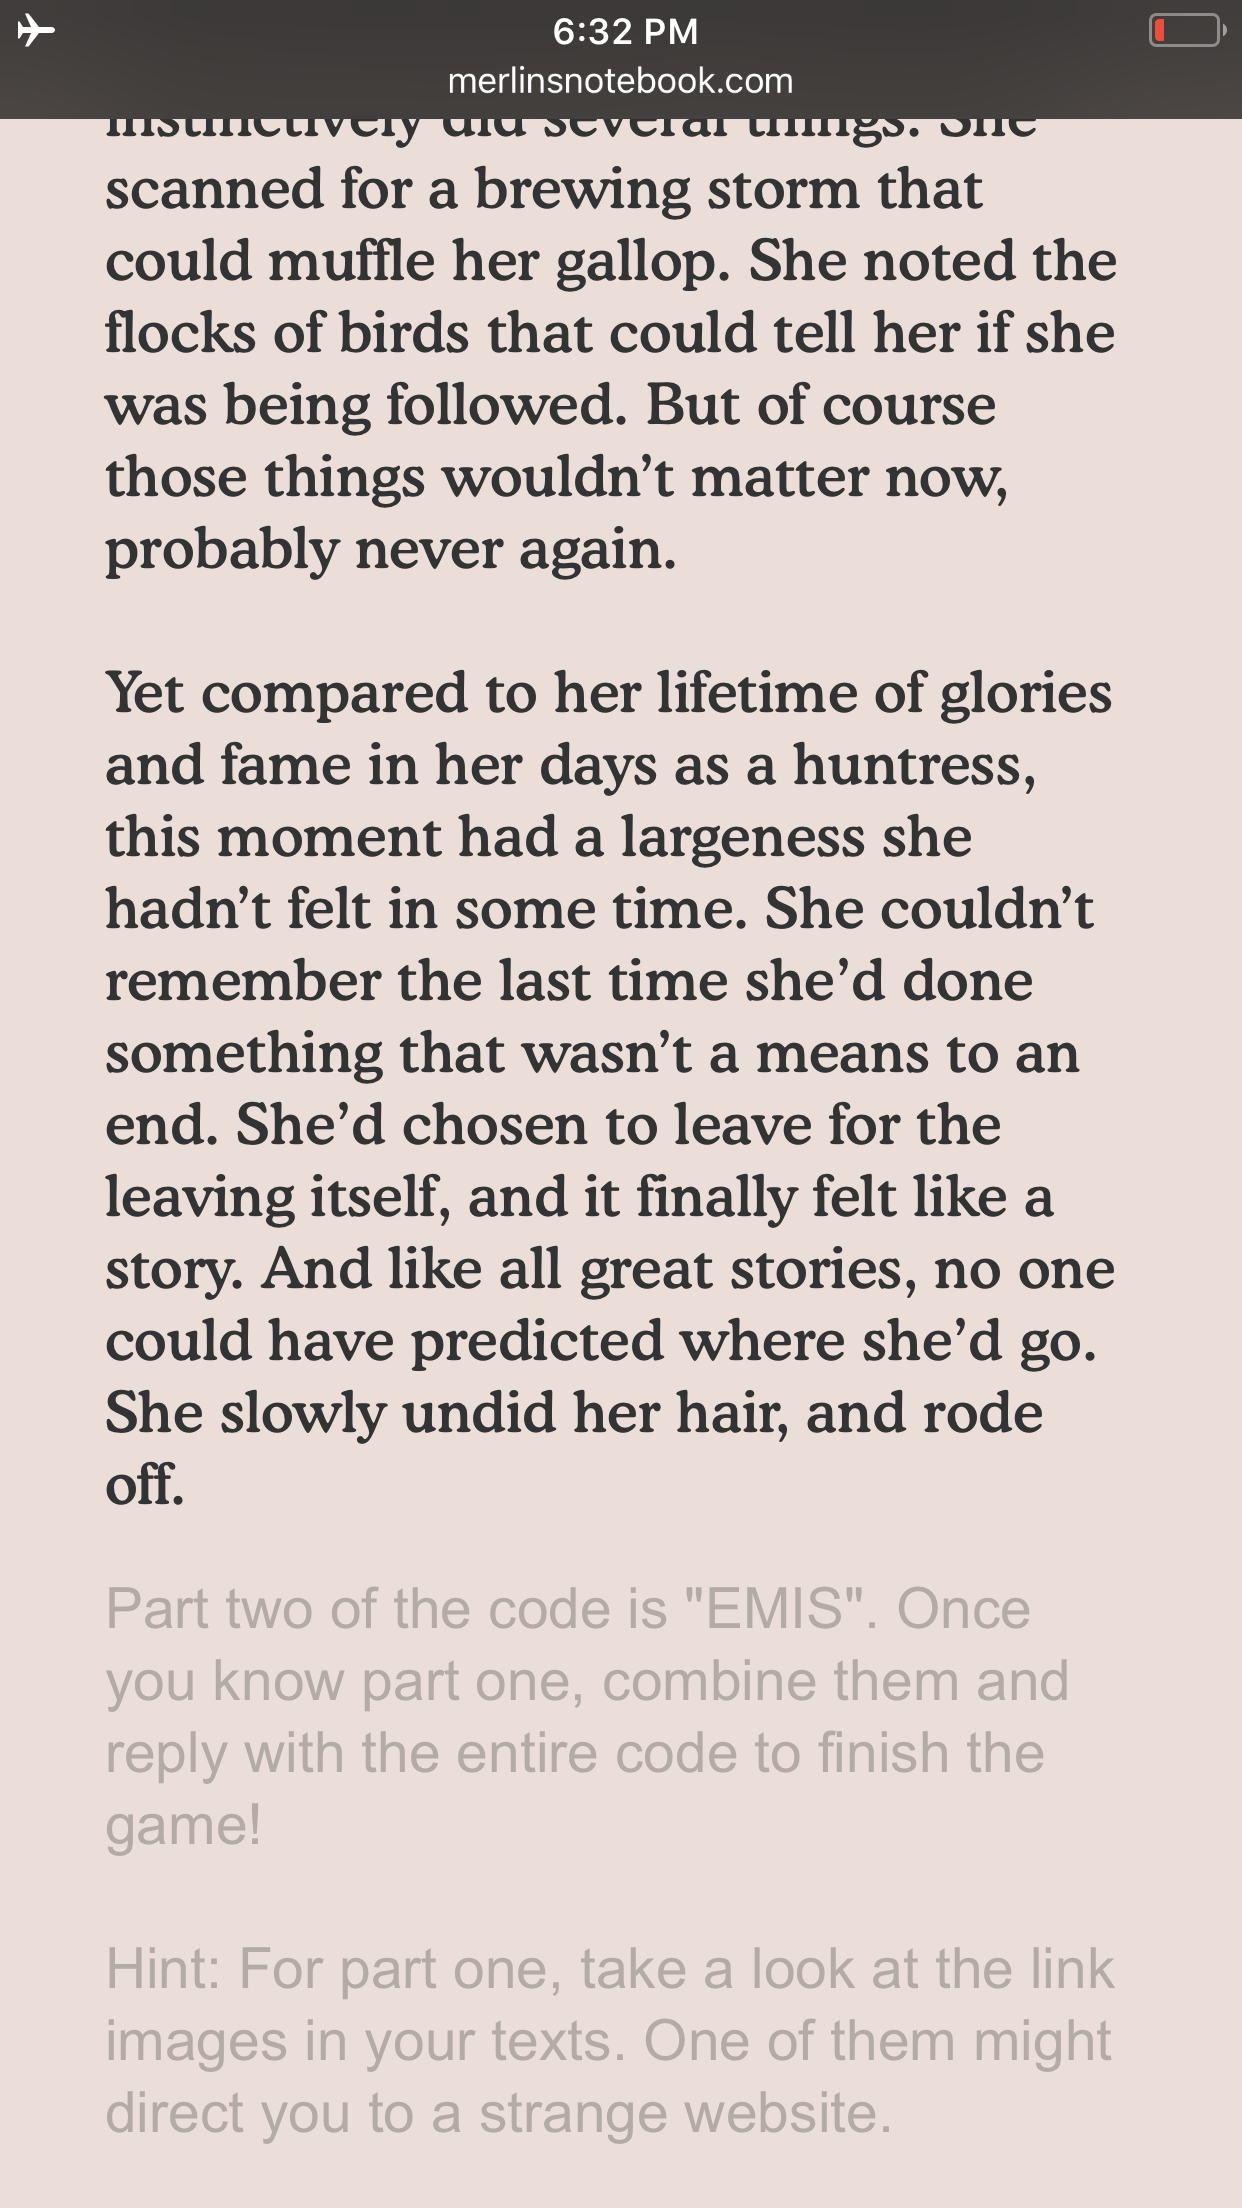 6:32 PM
merlinsnotebook.com
instinctively did several things. She
scanned for a brewing storm that
could muffle her gallop. She noted the
flocks of birds that could tell her if she
was being followed. But of course
those things wouldn’t matter now,
probably never again.
Yet compared to her lifetime of glories
and fame in her days as a huntress,
this moment had a largeness she
hadn’t felt in some time. She couldn’t
remember the last time she’d done
something that wasn’t a means to an
end. She’d chosen to leave for the
leaving itself, and it finally felt like a
story. And like all great stories, no one
could have predicted where she’d go.
She slowly undid her hair, and rode
off.
Part two of the code is "EMIS". Once
you know part one, combine them and
reply with the entire code to finish the
game!
Hint: For part one, take a look at the link
images in your texts. One of them might
direct you to a strange website.